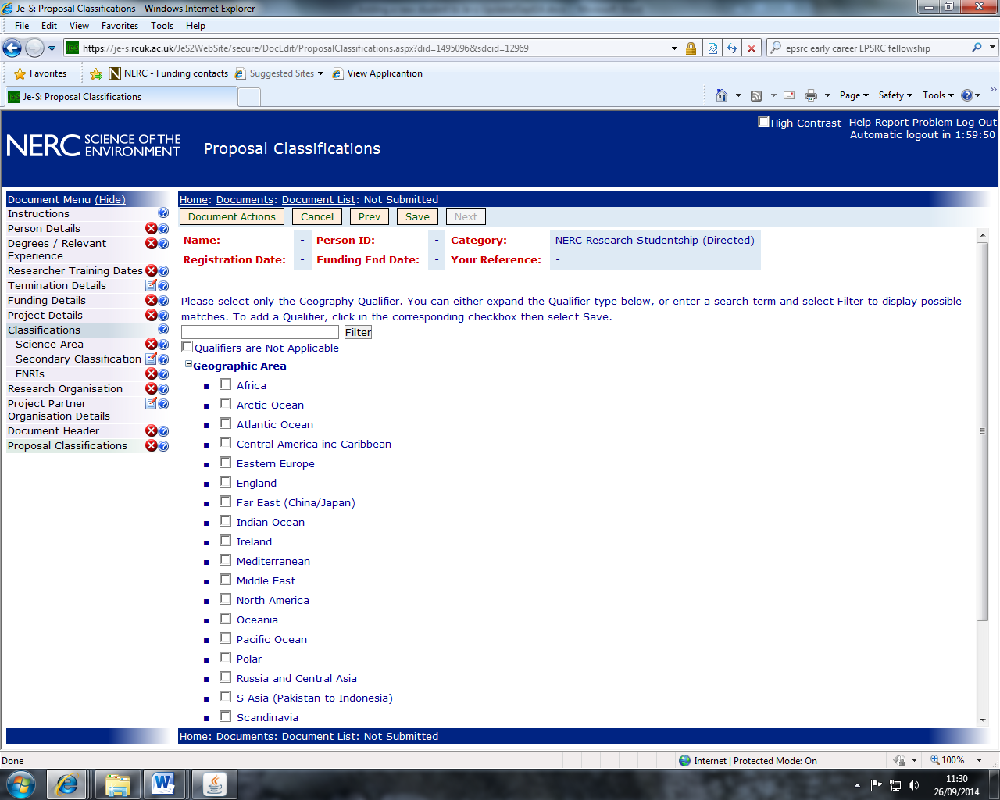 Je-S: Proposal Classifications - Windows Internet Explorer
File Edit View Favorites Tools Help
https://je-s.rcuk.ac.uk/JeS2WebSite/secure/DocEdit/ProposalClassifications.aspx?did=1495096&sdcid=12969
epsrc early career EPSRC fellowship
Favorites
NERC - Funding contacts
Suggested Sites
View Applicantion
Je-S: Proposal Classifications
Page Safety Tools
High Contrast Help Report Problem Log Out
Automatic logout in 1:59:50
NERC SCIENCE OF THE ENVIRONMENT
Proposal Classifications
Document Menu (Hide)
Instructions
Person Details
Degrees / Relevant
Experience
Researcher Training Dates
Termination Details
Funding Details
Project Details
Classifications
Science Area
Secondary Classification
ENRIs
Research Organisation
Project Partner
Organisation Details
Document Header
Proposal Classifications
Home: Documents: Document List: Not Submitted
Document Actions Cancel Prev Save Next
Name: - Person ID: - Category: NERC Research Studentship (Directed)
Registration Date: - Funding End Date: - Your Reference: -
Please select only the Geography Qualifier. You can either expand the Qualifier type below, or enter a search term and select Filter to display possible
matches. To add a Qualifier, click in the corresponding checkbox then select Save.
Filter
Qualifiers are Not Applicable
Geographic Area
Africa
Arctic Ocean
Atlantic Ocean
Central America inc Caribbean
Eastern Europe
England
Far East (China/Japan)
Indian Ocean
Ireland
Mediterranean
Middle East
North America
Oceania
Pacific Ocean
Polar
Russia and Central Asia
S Asia (Pakistan to Indonesia)
Scandinavia
Home: Documents: Document List: Not Submitted
Done
Internet | Protected Mode: On
100%
11:30
26/09/2014